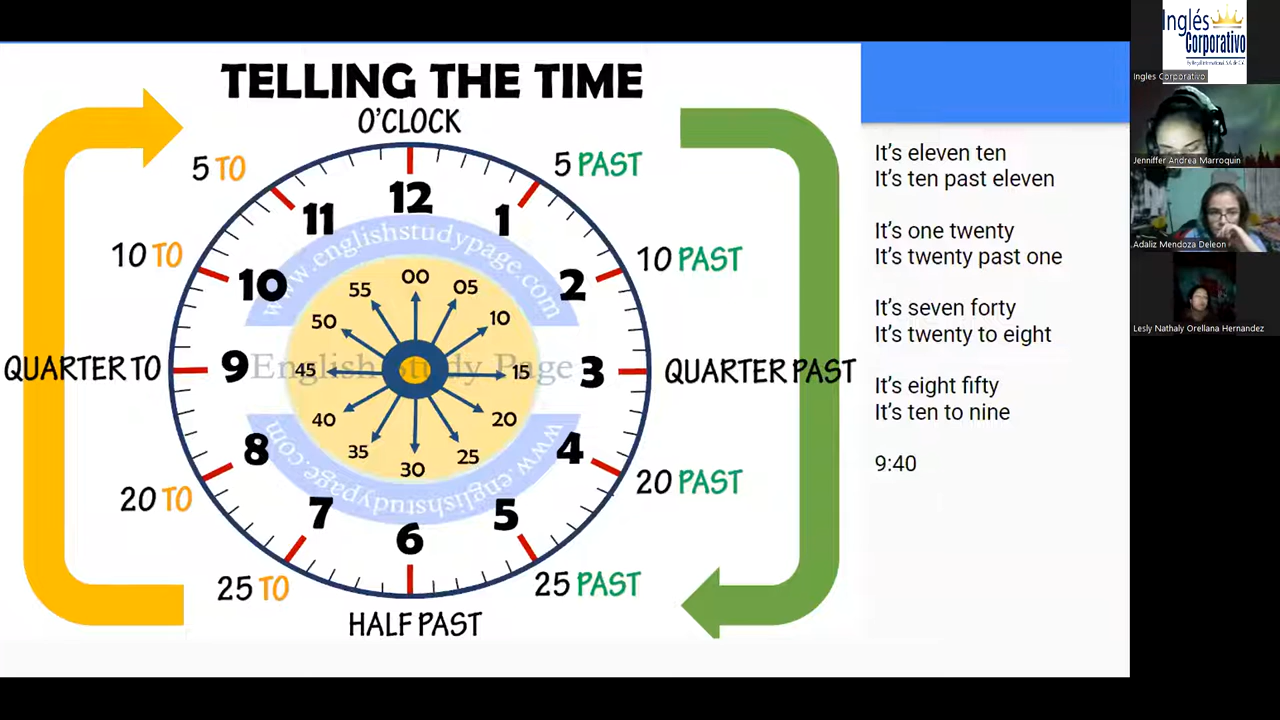 TELLING THE TIME
O'CLOCK
5 TO
5 PAST
10 TO
10 PAST
QUARTER TO
QUARTER PAST
20 TO
20 PAST
25 TO
25 PAST
HALF PAST
12
1
2
3
4
5
6
7
8
9
10
11
00
05
10
15
20
25
30
35
40
45
50
55
www.englishstudypage.com
English Study Page
www.englishstudypage.com
It's eleven ten
It's ten past eleven
It's one twenty
It's twenty past one
It's seven forty
It's twenty to eight
It's eight fifty
It's ten to nine
9:40
Inglés
Corporativo
Ingles Corporativo
Jenniffer Andrea Marroquin
Adaliz Mendoza Deleon
Lesly Nathaly Orellana Hernandez